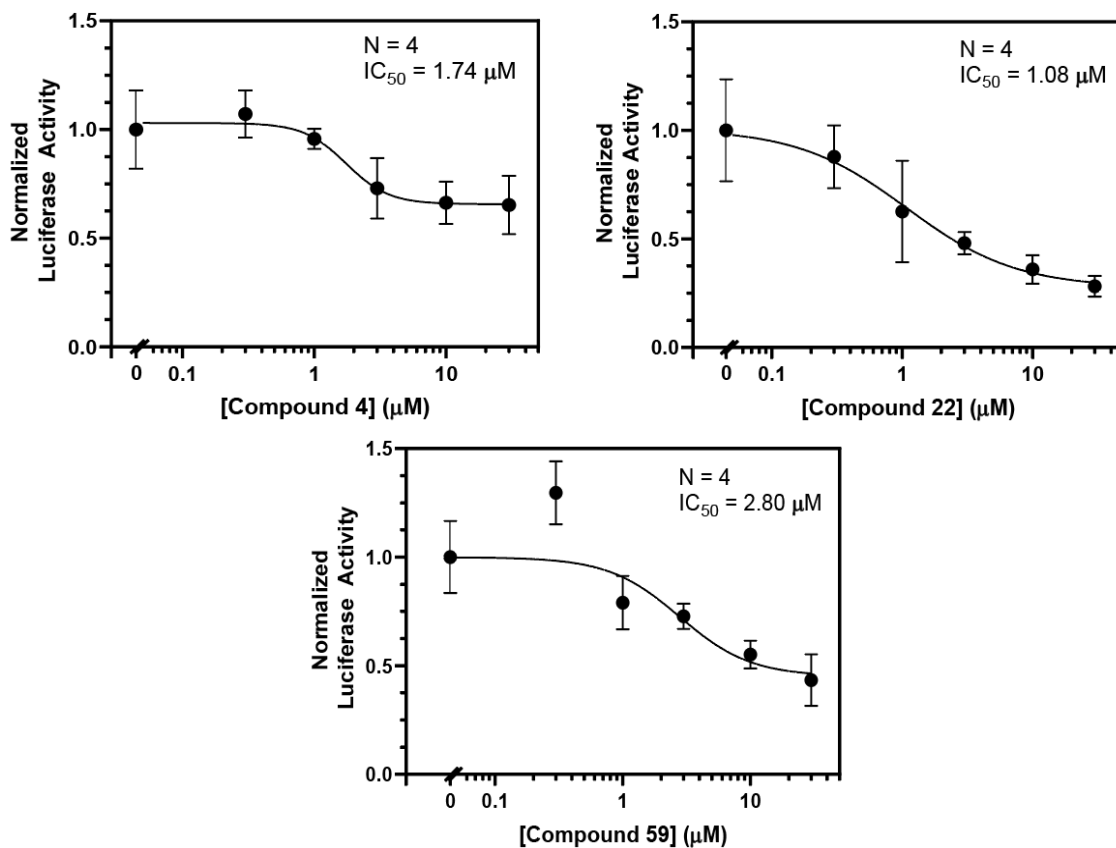 N = 4
IC50 = 1.74 μM
Normalized
Luciferase Activity
1.5
1.0
0.5
0.0
0 0.1 1 10
[Compound 4] (μM)
N = 4
IC50 = 1.08 μM
Normalized
Luciferase Activity
1.5
1.0
0.5
0.0
0 0.1 1 10
[Compound 22] (μM)
N = 4
IC50 = 2.80 μM
Normalized
Luciferase Activity
1.5
1.0
0.5
0.0
0 0.1 1 10
[Compound 59] (μM)